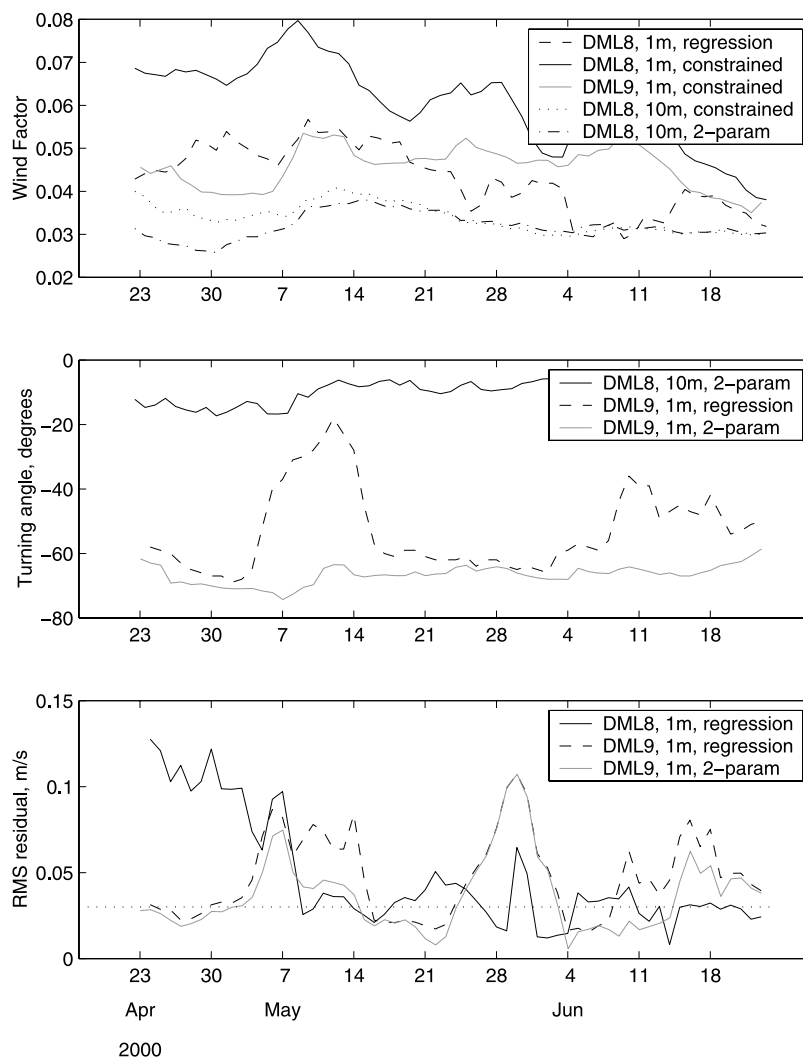 0.08
0.07
0.06
0.05
0.04
0.03
0.02
Wind Factor
DML8, 1m, regression
DML8, 1m, constrained
DML9, 1m, constrained
DML8, 10m, constrained
DML8, 10m, 2−param
23 30 7 14 21 28 4 11 18
0
−20
−40
−60
−80
Turning angle, degrees
DML8, 10m, 2−param
DML9, 1m, regression
DML9, 1m, 2−param
23 30 7 14 21 28 4 11 18
0.15
0.1
0.05
0
RMS residual, m/s
DML8, 1m, regression
DML9, 1m, regression
DML9, 1m, 2−param
23 30 7 14 21 28 4 11 18
Apr May Jun
2000